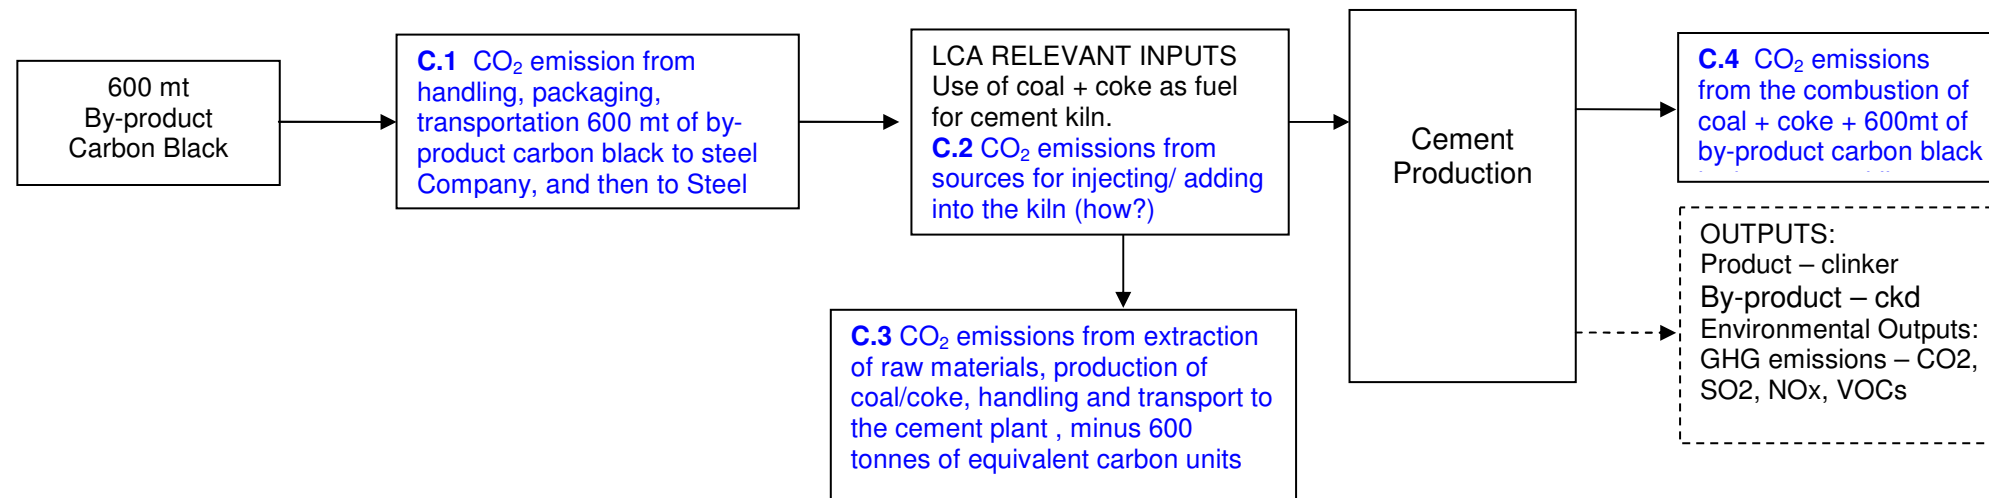 600 mt
By-product
Carbon Black
C.1 CO₂ emission from
handling, packaging,
transportation 600 mt of by-
product carbon black to steel
Company, and then to Steel
LCA RELEVANT INPUTS
Use of coal + coke as fuel
for cement kiln.
C.2 CO₂ emissions from
sources for injecting/ adding
into the kiln (how?)
C.3 CO₂ emissions from extraction
of raw materials, production of
coal/coke, handling and transport to
the cement plant , minus 600
tonnes of equivalent carbon units
Cement
Production
C.4 CO₂ emissions
from the combustion of
coal + coke + 600mt of
by-product carbon black
OUTPUTS:
Product – clinker
By-product – ckd
Environmental Outputs:
GHG emissions – CO2,
SO2, NOx, VOCs